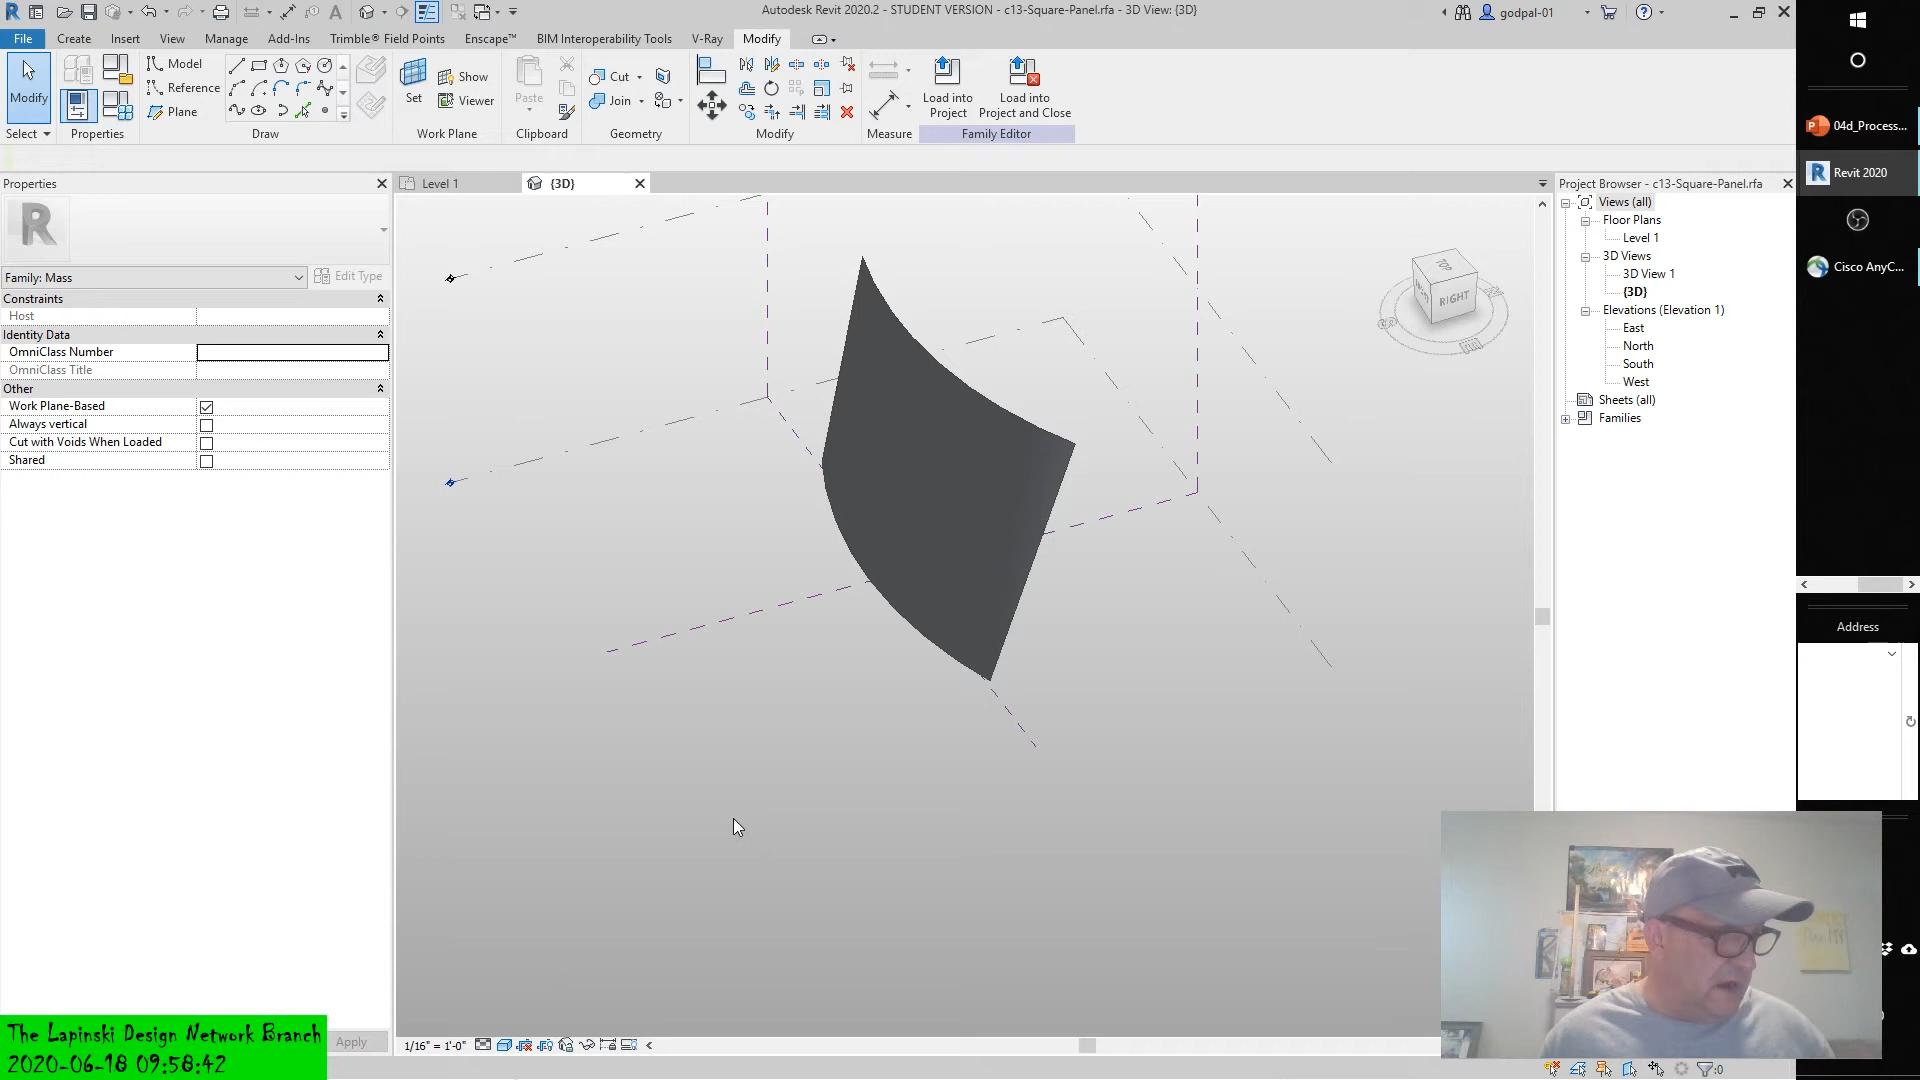 Autodesk Revit 2020.2 - STUDENT VERSION - c13-Square-Panel.rfa - 3D View: {3D}
godpal-01
File Create Insert View Manage Add-Ins Trimble® Field Points Enscape™ BIM Interoperability Tools V-Ray Modify
Modify
Select
Properties
Model
Reference
Plane
Draw
Set
Show
Viewer
Work Plane
Paste
Clipboard
Cut
Join
Geometry
Modify
Measure
Load into
Project
Load into
Project and Close
Family Editor
Properties
Family: Mass
Edit Type
Constraints
Host
Identity Data
OmniClass Number
OmniClass Title
Other
Work Plane-Based
Always vertical
Cut with Voids When Loaded
Shared
Apply
Level 1
{3D}
TOP
RIGHT
1/16" = 1'-0"
Project Browser - c13-Square-Panel.rfa
Views (all)
Floor Plans
Level 1
3D Views
3D View 1
{3D}
Elevations (Elevation 1)
East
North
South
West
Sheets (all)
Families
:0
04d_Process...
Revit 2020
Cisco AnyC...
Address
The Lapinski Design Network Branch
2020-06-18 09:58:42